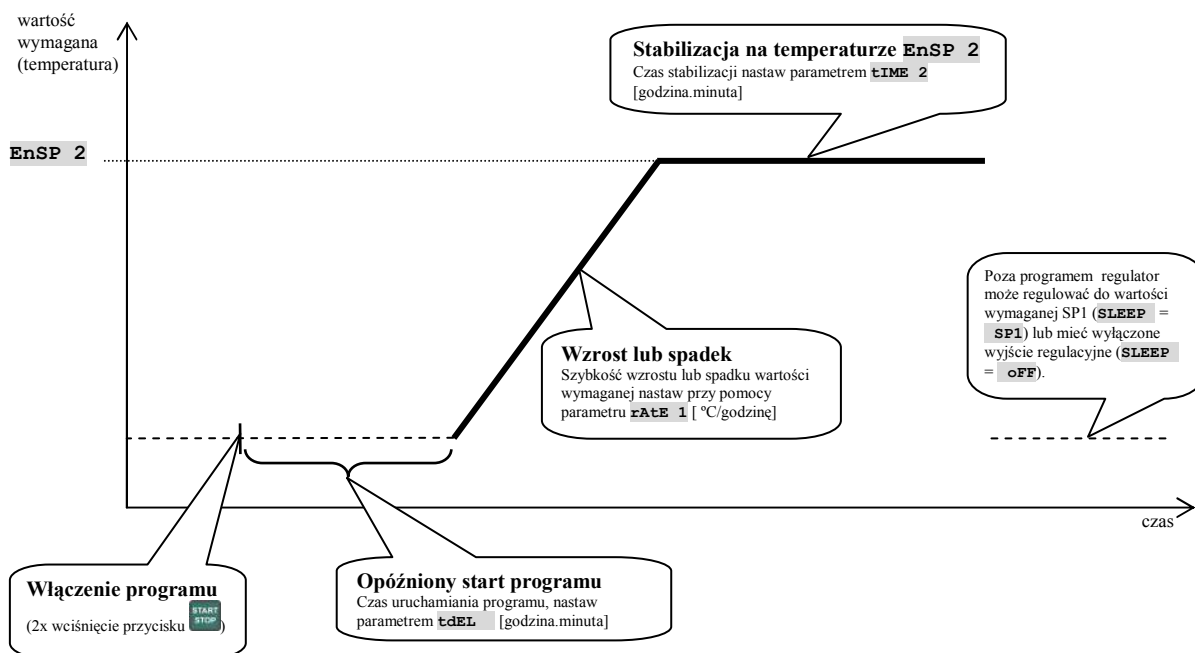 wartość
wymagana
(temperatura)
Stabilizacja na temperaturze EnSP 2
Czas stabilizacji nastaw parametrem tIME 2
[godzina.minuta]
EnSP 2
Poza programem regulator
może regulować do wartości
wymaganej SP1 (SLEEP =
SP1) lub mieć wyłączone
wyjście regulacyjne (SLEEP
= oFF).
Wzrost lub spadek
Szybkość wzrostu lub spadku wartości
wymaganej nastaw przy pomocy
parametru rAtE 1 [ ºC/godzinę]
czas
Włączenie programu
(2x wciśnięcie przycisku START STOP)
Opóźniony start programu
Czas uruchamiania programu, nastaw
parametrem tdEL [godzina.minuta]